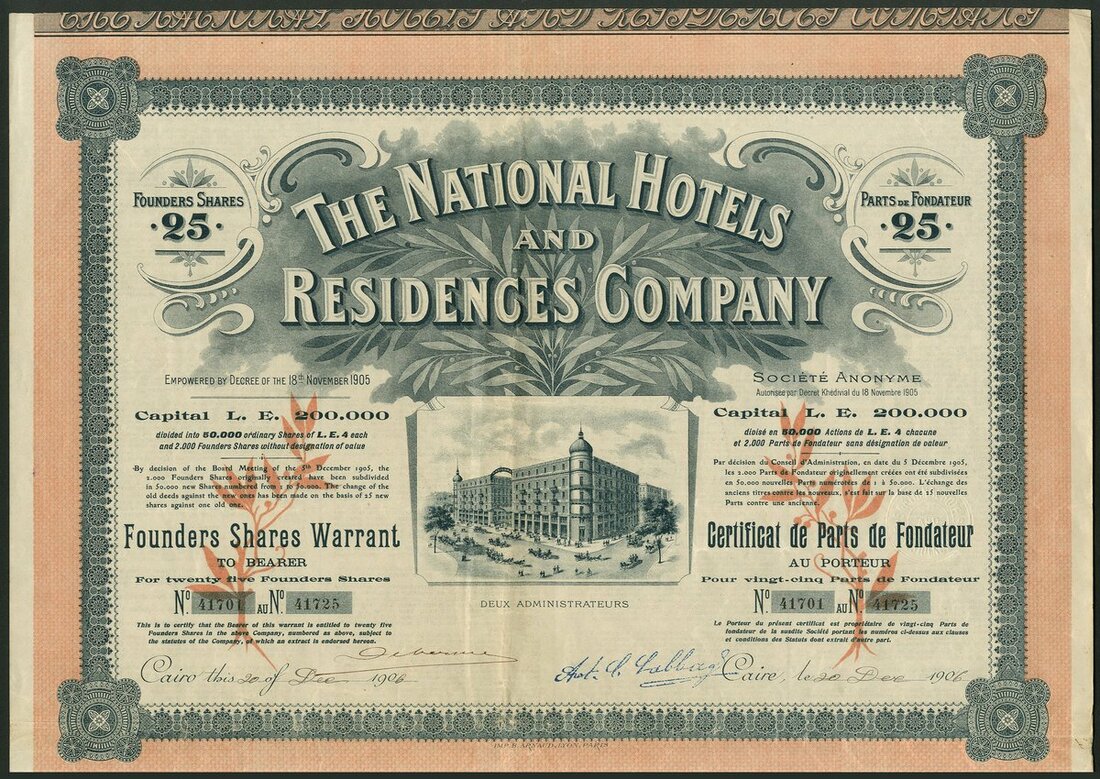 THE NATIONAL HOTELS
AND
RESIDENCES COMPANY
FOUNDERS SHARES
·25·
PARTS DE FONDATEUR
·25·
EMPOWERED BY DECREE OF THE 18th NOVEMBER 1905
Capital L. E. 200.000
divided into 50.000 ordinary Shares of L. E. 4 each
and 2.000 Founders Shares without designation of value
By decision of the Board Meeting of the 5th December 1905, the
2.000 Founders Shares originally created have been subdivided
in 50.000 new Shares numbered from 1 to 50.000. The change of the
old deeds against the new ones has been made on the basis of 25 new
shares against one old one.
Founders Shares Warrant
TO BEARER
For twenty five Founders Shares
No 41701 AU No 41725
This is to certify that the Bearer of this warrant is entitled to twenty five
Founders Shares in the above Company, numbered as above, subject to
the statutes of the Company, of which an extract is endorsed hereon.
Cairo this 20 of Dec 1906
SOCIÉTÉ ANONYME
Autorisée par Décret Khédivial du 18 Novembre 1905
Capital L. E. 200.000
divisé en 50.000 Actions de L. E. 4 chacune
et 2.000 Parts de Fondateur sans désignation de valeur
Par décision du Conseil d'Administration, en date du 5 Décembre 1905,
les 2.000 Parts de Fondateur originellement créées ont été subdivisées
en 50.000 nouvelles Parts numérotées de 1 à 50.000. L'échange des
anciens titres contre les nouveaux, s'est fait sur la base de 25 nouvelles
Parts contre une ancienne.
Certificat de Parts de Fondateur
AU PORTEUR
Pour vingt-cinq Parts de Fondateur
No 41701 AU No 41725
Le Porteur du présent certificat est propriétaire de vingt-cinq Parts de
fondateur de la susdite Société portant les numéros ci-dessus aux clauses
et conditions des Statuts dont extrait d'autre part.
Caire, le 20 Dec 1906
DEUX ADMINISTRATEURS
IMP. B. ARNAUD, LYON, PARIS